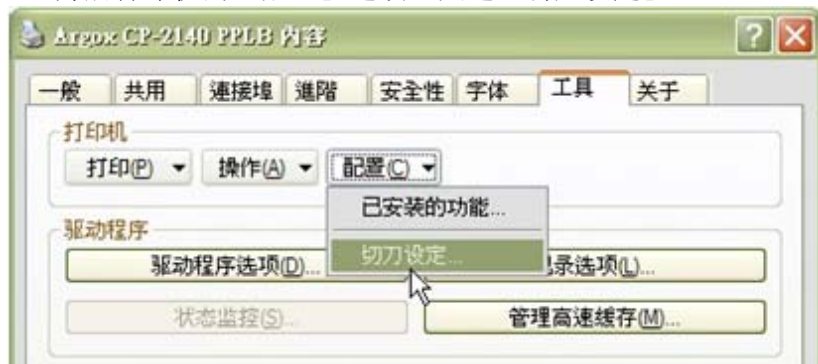 Argox CP-2140 PPLB 內容
一般 共用 連接埠 進階 安全性 字体 工具 关于
打印机
打印(P) 操作(A) 配置(C)
已安装的功能...
驱动程序
驱动程序选项(D)... 切刀设定... 录选项(L)...
状态监控(S)... 管理高速缓存(M)...